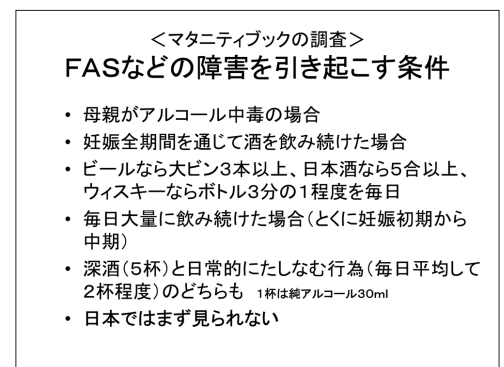 ＜マタニティブックの調査＞
FASなどの障害を引き起こす条件
• 母親がアルコール中毒の場合
• 妊娠全期間を通じて酒を飲み続けた場合
• ビールなら大ビン3本以上、日本酒なら5合以上、
ウィスキーならボトル3分の1程度を毎日
• 毎日大量に飲み続けた場合（とくに妊娠初期から
中期）
• 深酒（5杯）と日常的にたしなむ行為（毎日平均して
2杯程度）のどちらも 1杯は純アルコール30ml
• 日本ではまず見られない